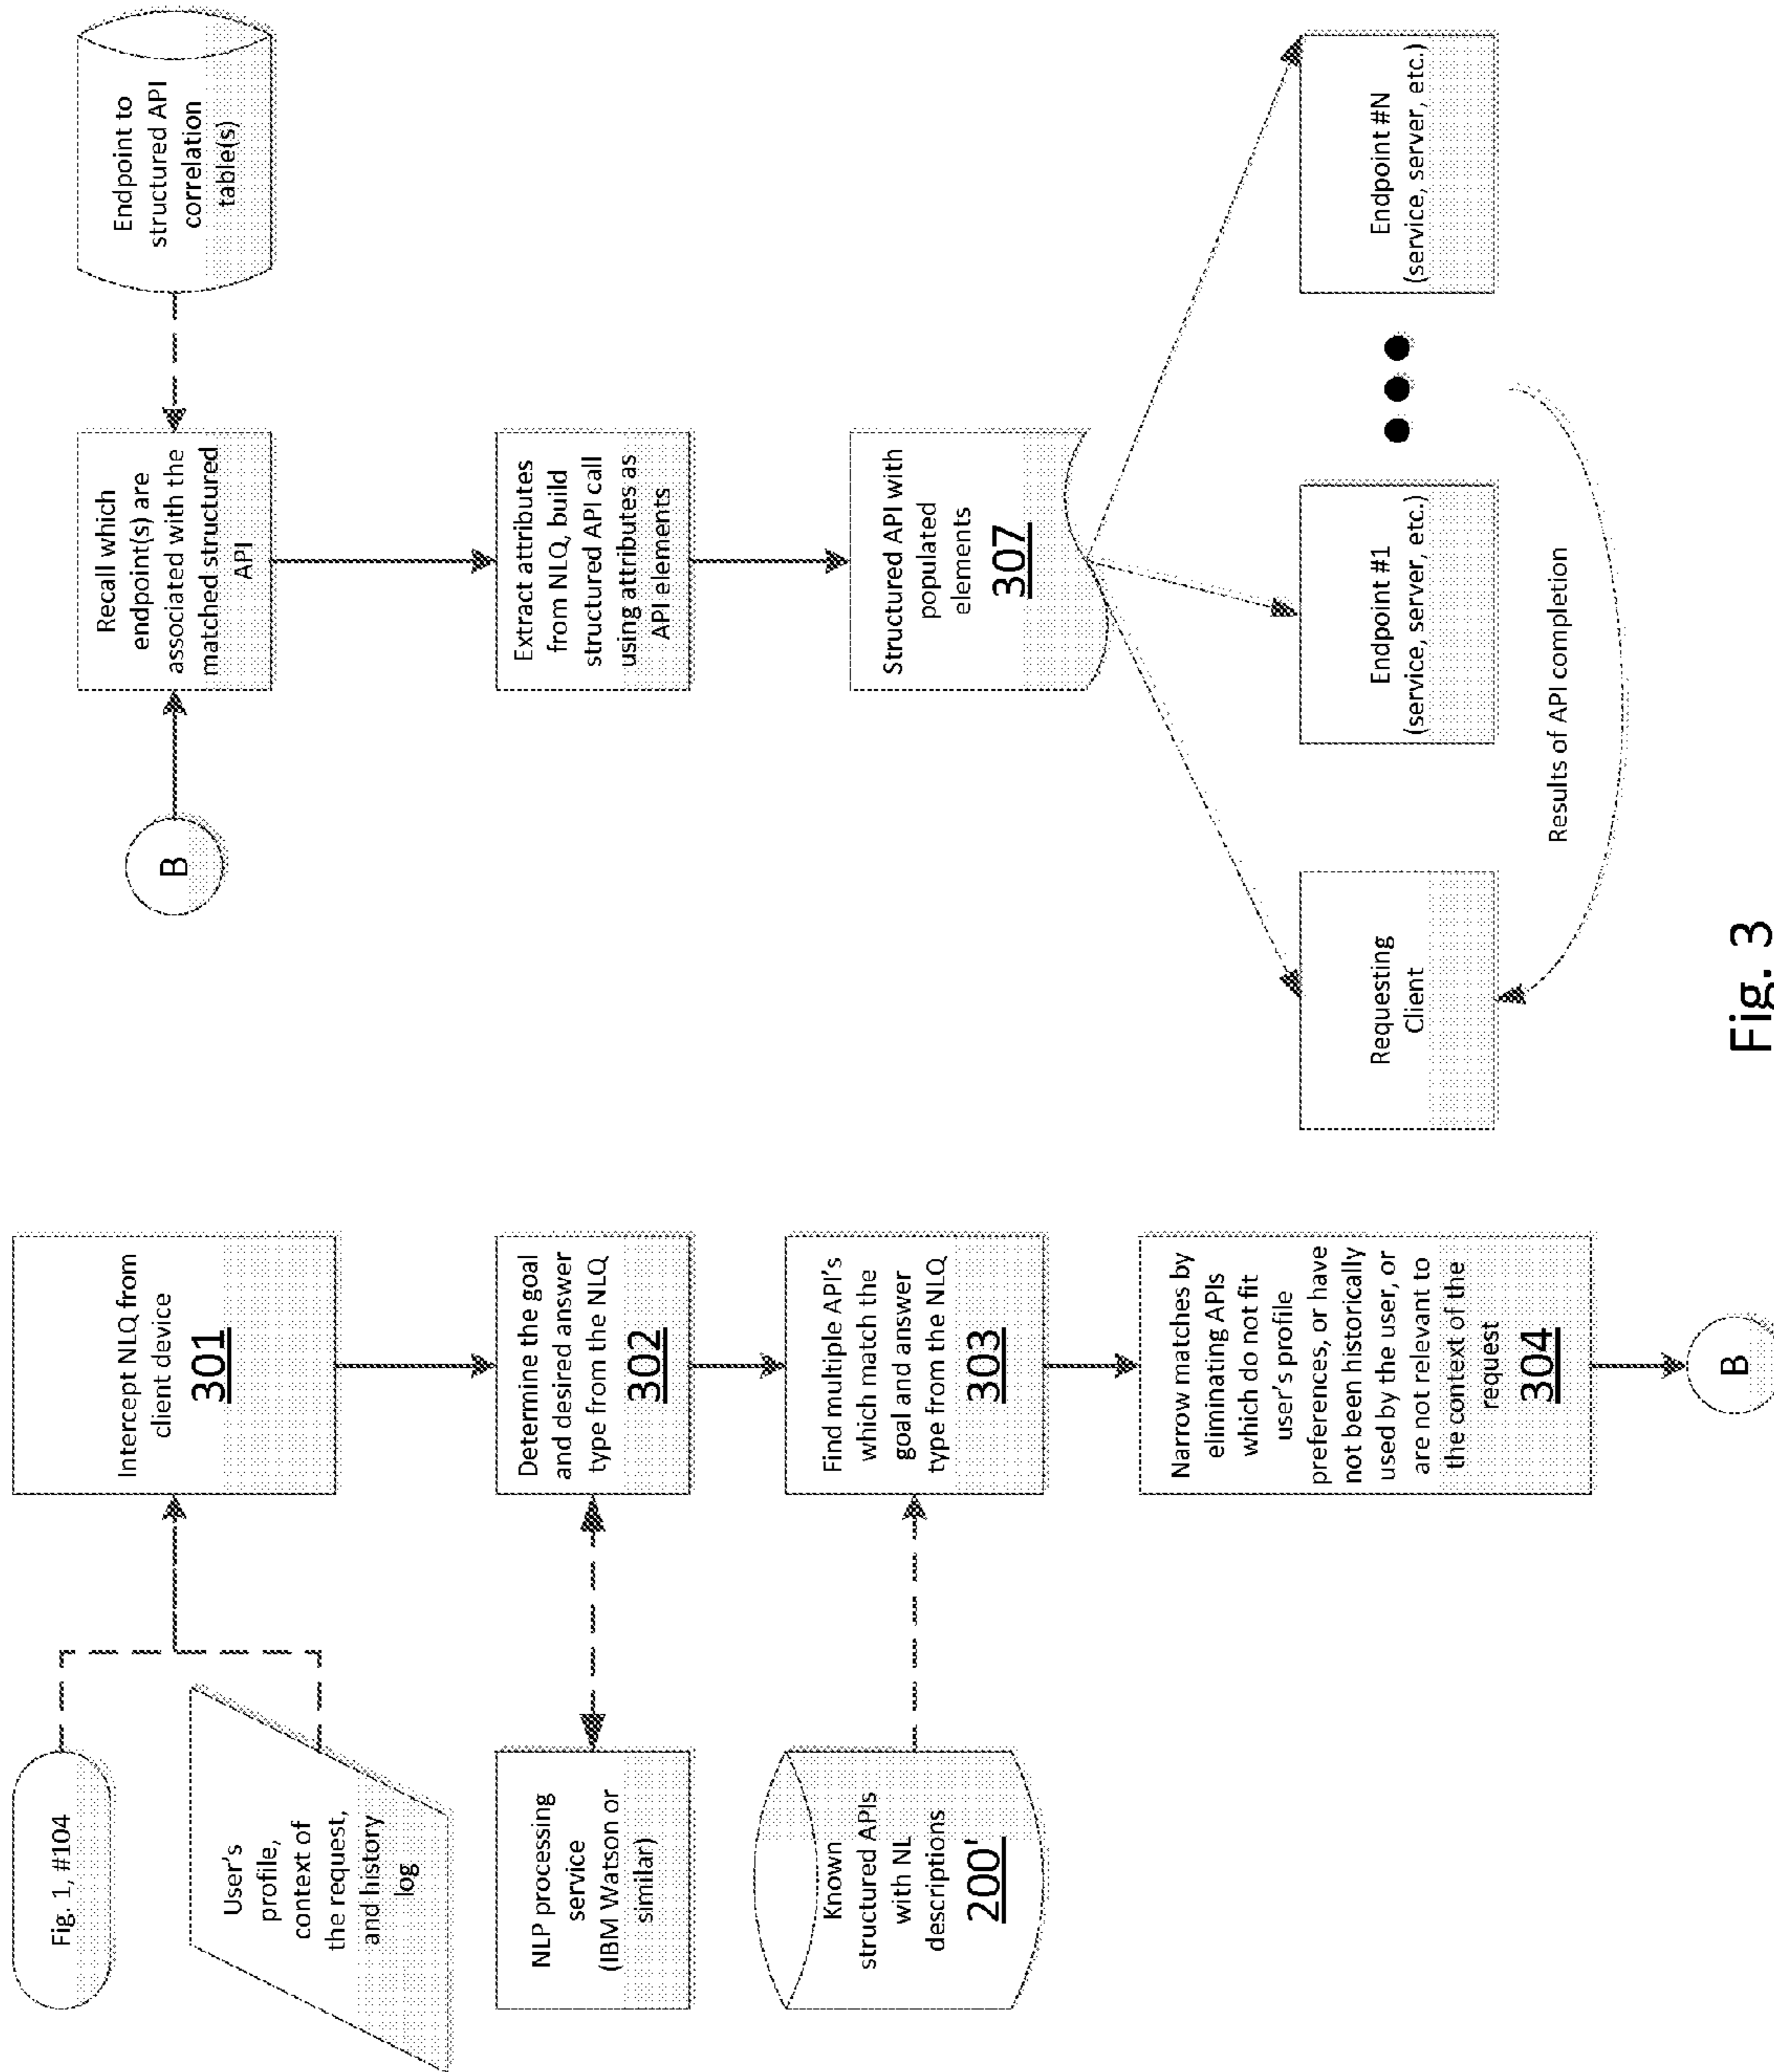 Fig. 1, #104
User's
profile,
context of
the request,
and history
log
Intercept NLQ from
client device
301
NLP processing
service
(IBM Watson or
similar)
Determine the goal
and desired answer
type from the NLQ
302
Known
structured APIs
with NL
descriptions
200'
Find multiple API's
which match the
goal and answer
type from the NLQ
303
Narrow matches by
eliminating APIs
which do not fit
user's profile
preferences, or have
not been historically
used by the user, or
are not relevant to
the context of the
request
304
B
B
Recall which
endpoint(s) are
associated with the
matched structured
API
Endpoint to
structured API
correlation
table(s)
Extract attributes
from NLQ, build
structured API call
using attributes as
API elements
Structured API with
populated
elements
307
Requesting
Client
Endpoint #1
(service, server, etc.)
Endpoint #N
(service, server, etc.)
Results of API completion
Fig. 3